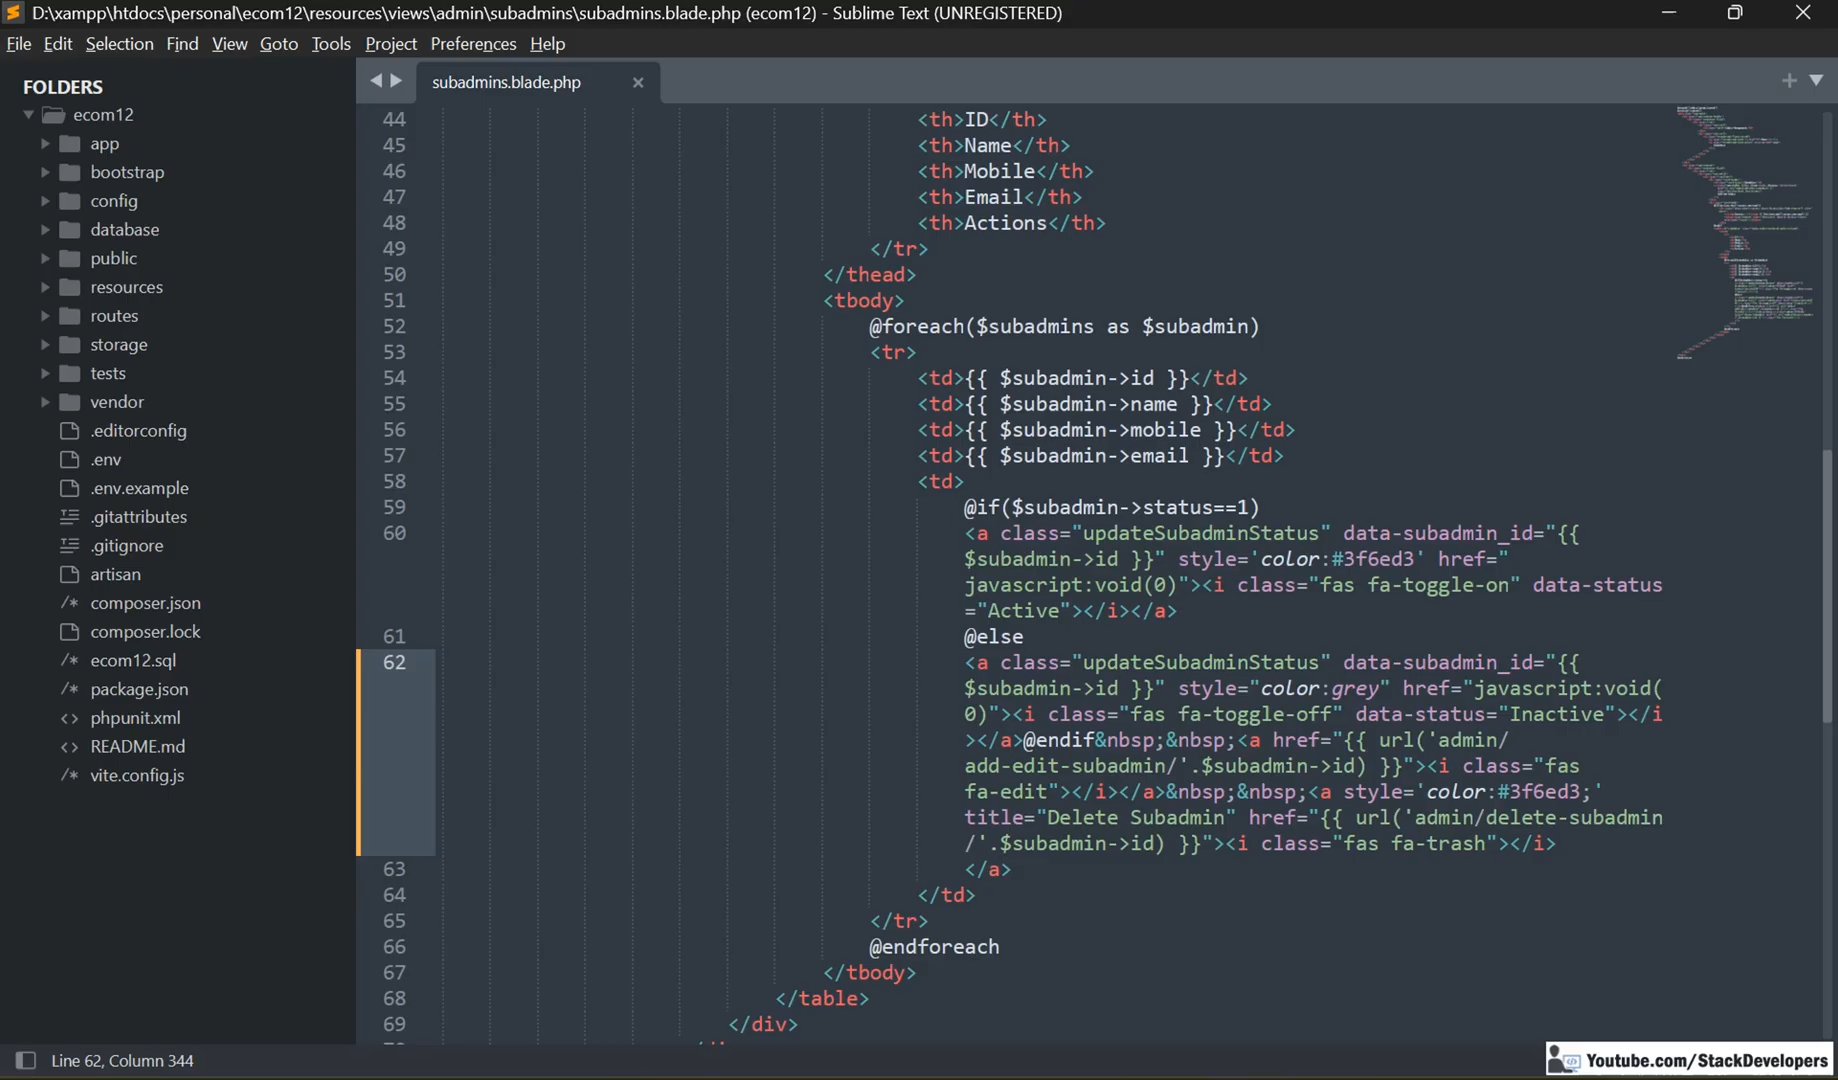 D:\xampp\htdocs\personal\ecom12\resources\views\admin\subadmins\subadmins.blade.php (ecom12) - Sublime Text (UNREGISTERED)
File Edit Selection Find View Goto Tools Project Preferences Help
FOLDERS
ecom12
app
bootstrap
config
database
public
resources
routes
storage
tests
vendor
.editorconfig
.env
.env.example
.gitattributes
.gitignore
artisan
/* composer.json
composer.lock
/* ecom12.sql
/* package.json
<> phpunit.xml
<> README.md
/* vite.config.js
subadmins.blade.php
44 <th>ID</th>
45 <th>Name</th>
46 <th>Mobile</th>
47 <th>Email</th>
48 <th>Actions</th>
49 </tr>
50 </thead>
51 <tbody>
52 @foreach($subadmins as $subadmin)
53 <tr>
54 <td>{{ $subadmin->id }}</td>
55 <td>{{ $subadmin->name }}</td>
56 <td>{{ $subadmin->mobile }}</td>
57 <td>{{ $subadmin->email }}</td>
58 <td>
59 @if($subadmin->status==1)
60 <a class="updateSubadminStatus" data-subadmin_id="{{
$subadmin->id }}" style='color:#3f6ed3' href="
javascript:void(0)"><i class="fas fa-toggle-on" data-status
="Active"></i></a>
61 @else
62 <a class="updateSubadminStatus" data-subadmin_id="{{
$subadmin->id }}" style="color:grey" href="javascript:void(
0)"><i class="fas fa-toggle-off" data-status="Inactive"></i
></a>@endif&nbsp;&nbsp;<a href="{{ url('admin/
add-edit-subadmin/'.$subadmin->id) }}"><i class="fas
fa-edit"></i></a>&nbsp;&nbsp;<a style='color:#3f6ed3;'
title="Delete Subadmin" href="{{ url('admin/delete-subadmin
/'.$subadmin->id) }}"><i class="fas fa-trash"></i>
63 </a>
64 </td>
65 </tr>
66 @endforeach
67 </tbody>
68 </table>
69 </div>
Line 62, Column 344
Youtube.com/StackDevelopers